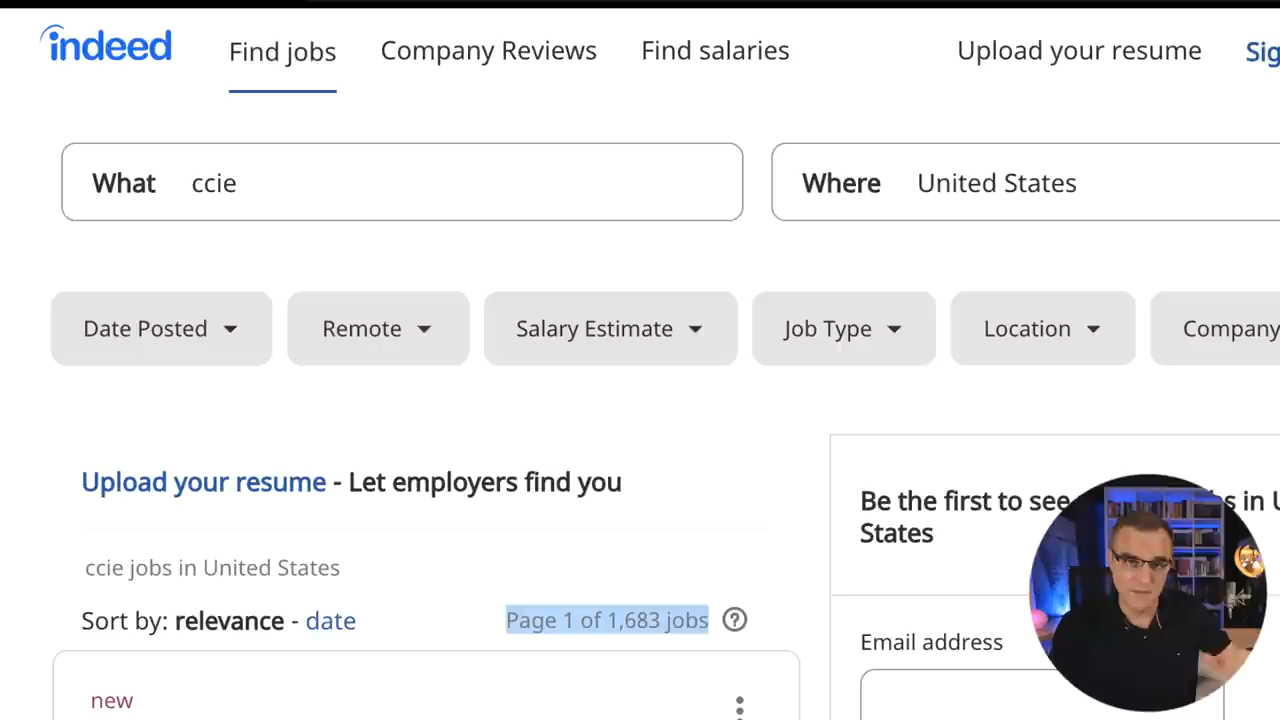 indeed
Find jobs
Company Reviews
Find salaries
Upload your resume
Sig
What ccie
Where United States
Date Posted
Remote
Salary Estimate
Job Type
Location
Company
Upload your resume - Let employers find you
ccie jobs in United States
Sort by: relevance - date
Page 1 of 1,683 jobs
new
Be the first to see s in U
States
Email address